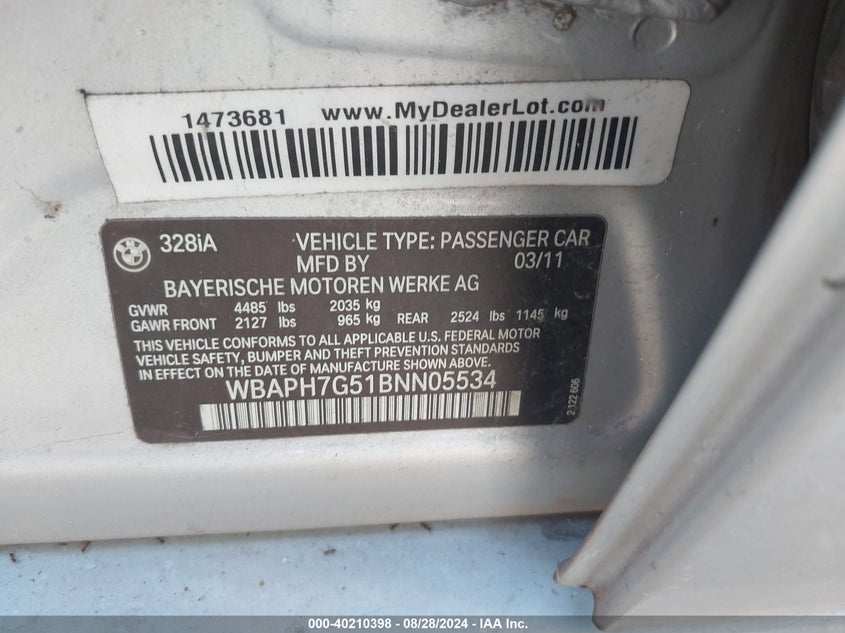 1473681 www.MyDealerLot.com
328iA VEHICLE TYPE: PASSENGER CAR
MFD BY 03/11
BAYERISCHE MOTOREN WERKE AG
GVWR 4485 lbs 2035 kg
GAWR FRONT 2127 lbs 965 kg REAR 2524 lbs 1145 kg
THIS VEHICLE CONFORMS TO ALL APPLICABLE U.S. FEDERAL MOTOR
VEHICLE SAFETY, BUMPER AND THEFT PREVENTION STANDARDS
IN EFFECT ON THE DATE OF MANUFACTURE SHOWN ABOVE.
WBAPH7G51BNN05534
2 122 606
000-40210398 - 08/28/2024 - IAA Inc.